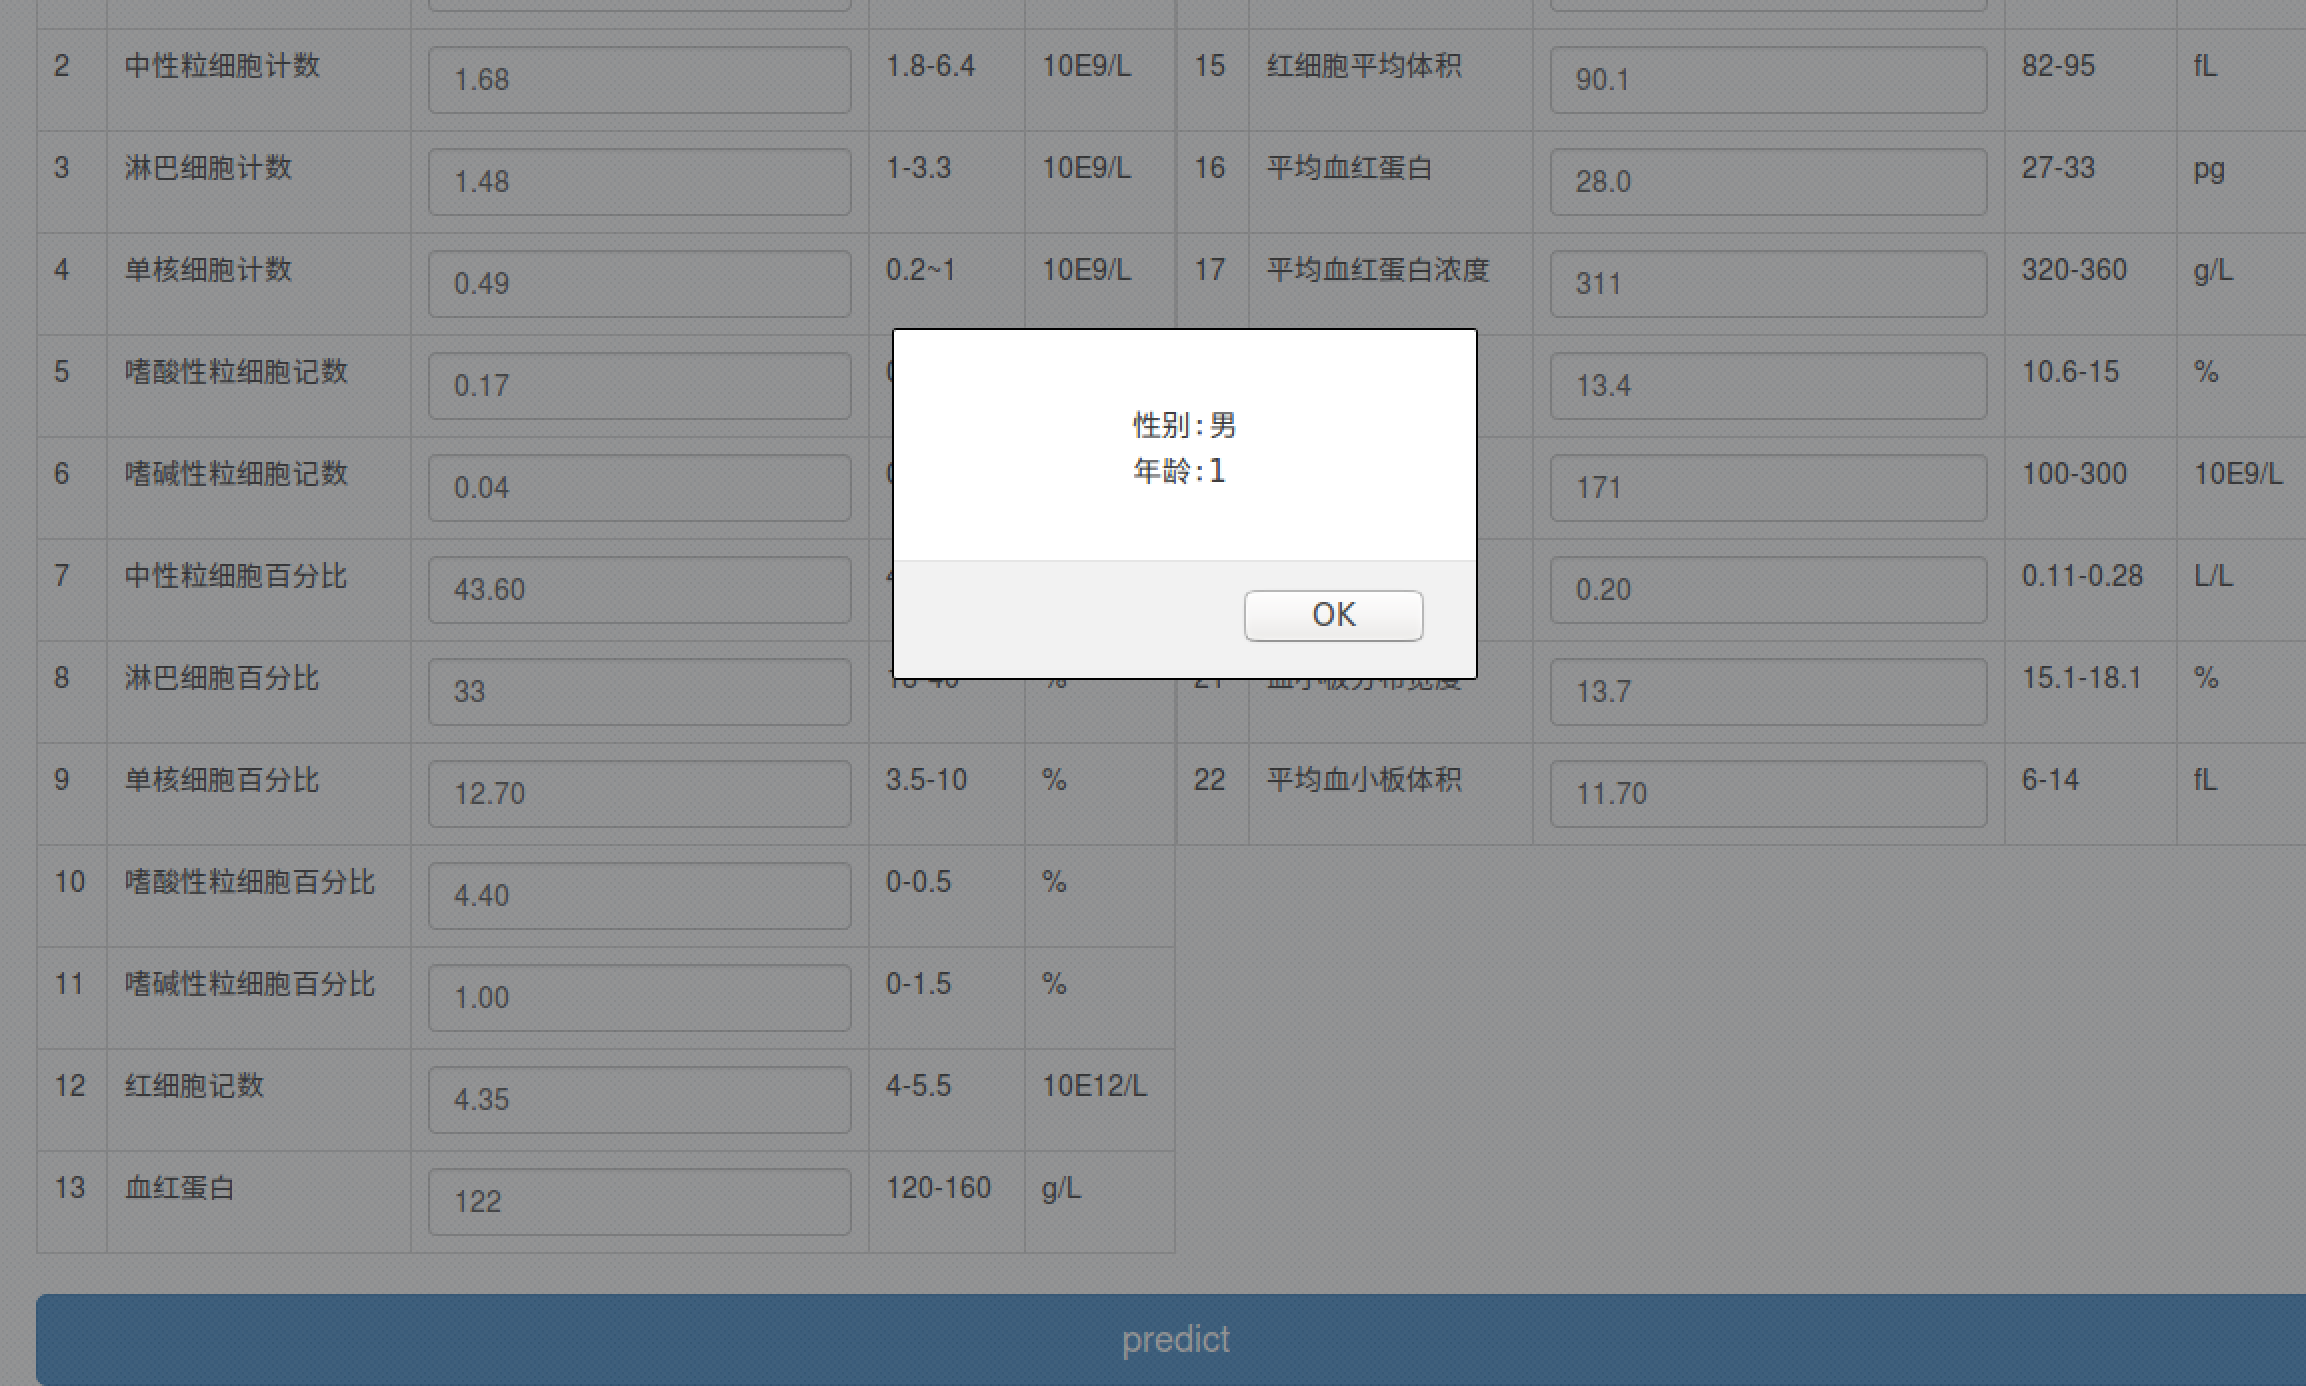 2 中性粒细胞计数 1.68 1.8-6.4 10E9/L 15 红细胞平均体积 90.1 82-95 fL
3 淋巴细胞计数 1.48 1-3.3 10E9/L 16 平均血红蛋白 28.0 27-33 pg
4 单核细胞计数 0.49 0.2~1 10E9/L 17 平均血红蛋白浓度 311 320-360 g/L
5 嗜酸性粒细胞记数 0.17 13.4 10.6-15 %
性别:男
6 嗜碱性粒细胞记数 0.04 171 100-300 10E9/L
年龄:1
7 中性粒细胞百分比 43.60 0.20 0.11-0.28 L/L
OK
8 淋巴细胞百分比 33 % 21 血小板分布宽度 13.7 15.1-18.1 %
9 单核细胞百分比 12.70 3.5-10 % 22 平均血小板体积 11.70 6-14 fL
10 嗜酸性粒细胞百分比 4.40 0-0.5 %
11 嗜碱性粒细胞百分比 1.00 0-1.5 %
12 红细胞记数 4.35 4-5.5 10E12/L
13 血红蛋白 122 120-160 g/L
predict